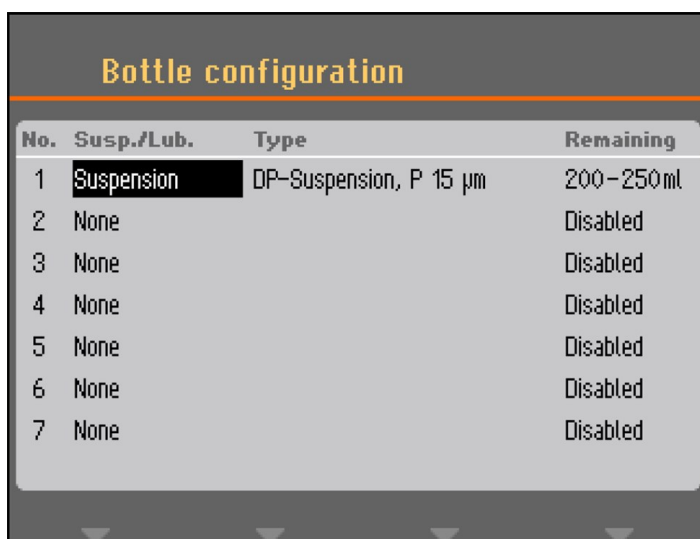 Bottle configuration
No. Susp./Lub. Type Remaining
1 Suspension DP-Suspension, P 15 µm 200-250ml
2 None Disabled
3 None Disabled
4 None Disabled
5 None Disabled
6 None Disabled
7 None Disabled